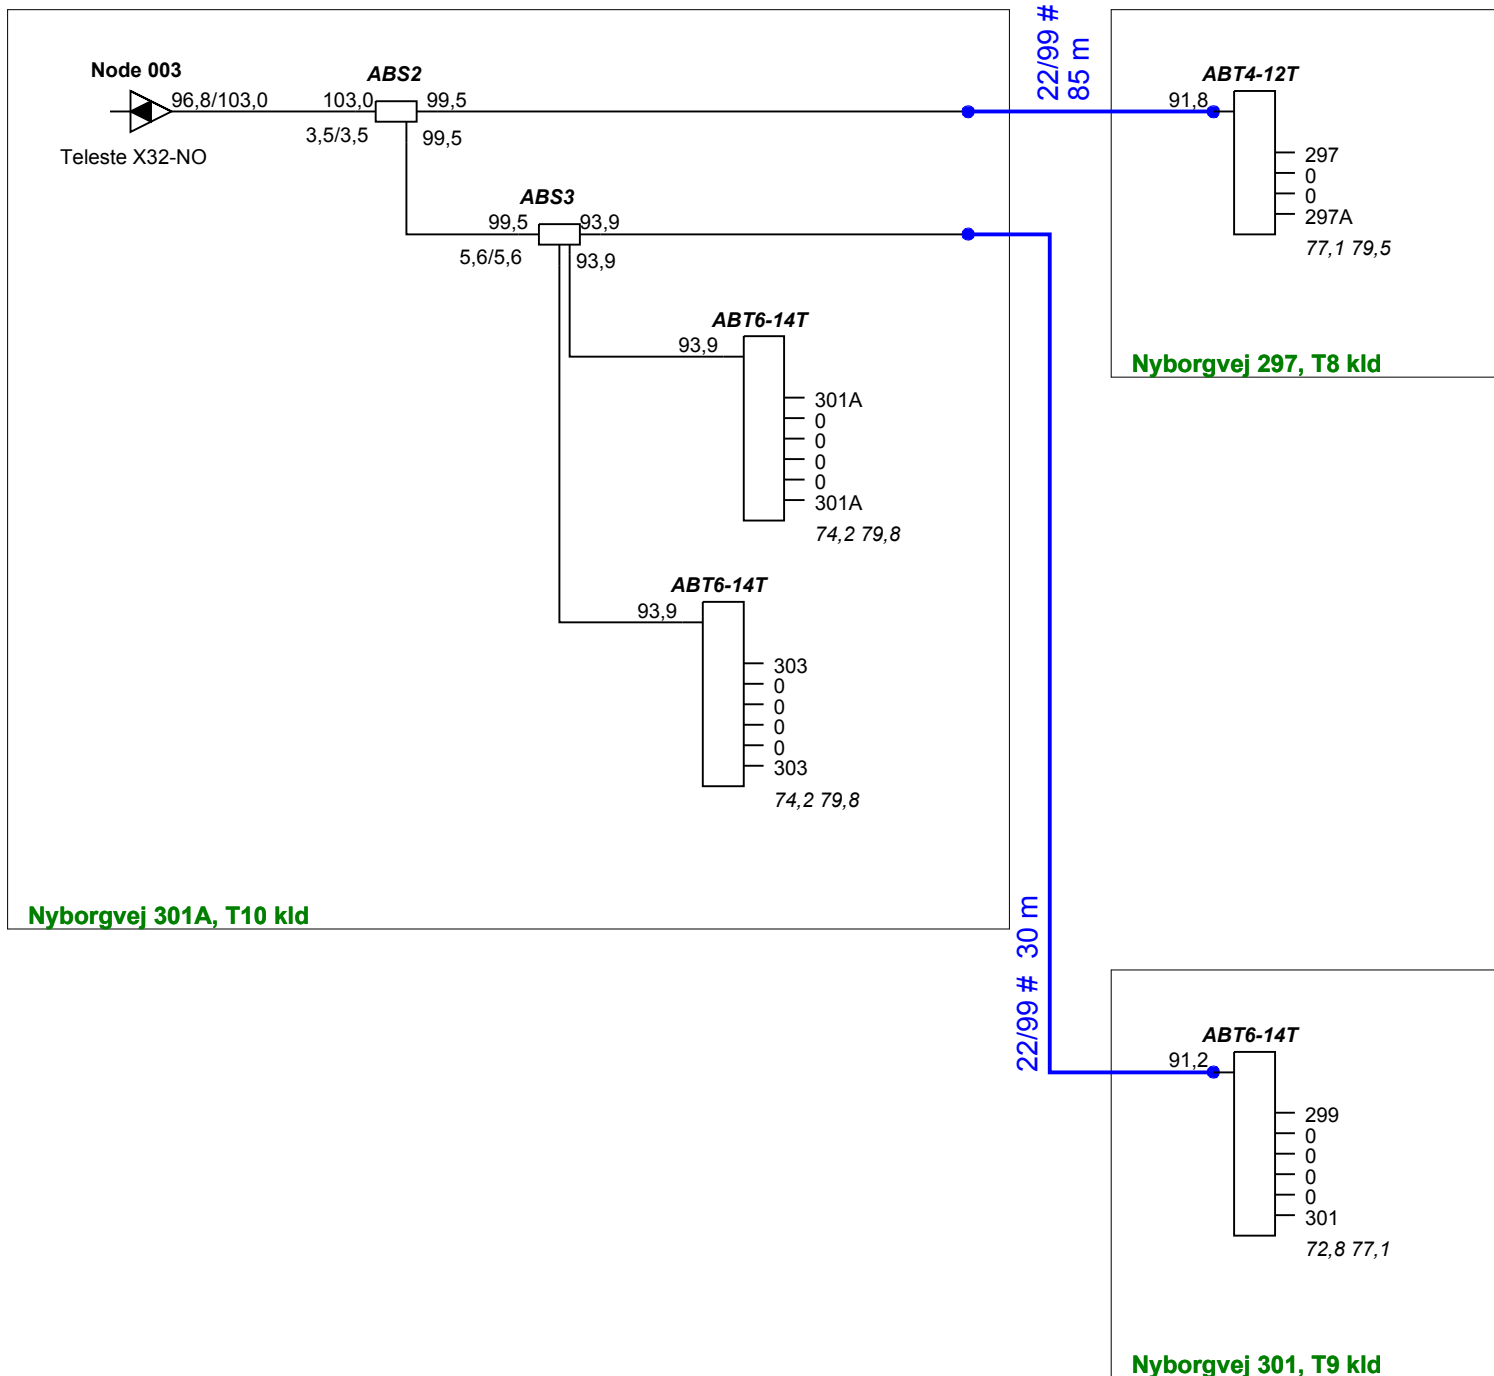 Node 003
96,8/103,0
Teleste X32-NO
ABS2
103,0
99,5
3,5/3,5
99,5
22/99 #
85 m
ABT4-12T
91,8
297
0
0
297A
77,1 79,5
Nyborgvej 297, T8 kld
ABS3
99,5
93,9
5,6/5,6
93,9
ABT6-14T
93,9
301A
0
0
0
0
301A
74,2 79,8
ABT6-14T
93,9
303
0
0
0
0
303
74,2 79,8
Nyborgvej 301A, T10 kld
22/99 # 30 m
ABT6-14T
91,2
299
0
0
0
0
301
72,8 77,1
Nyborgvej 301, T9 kld